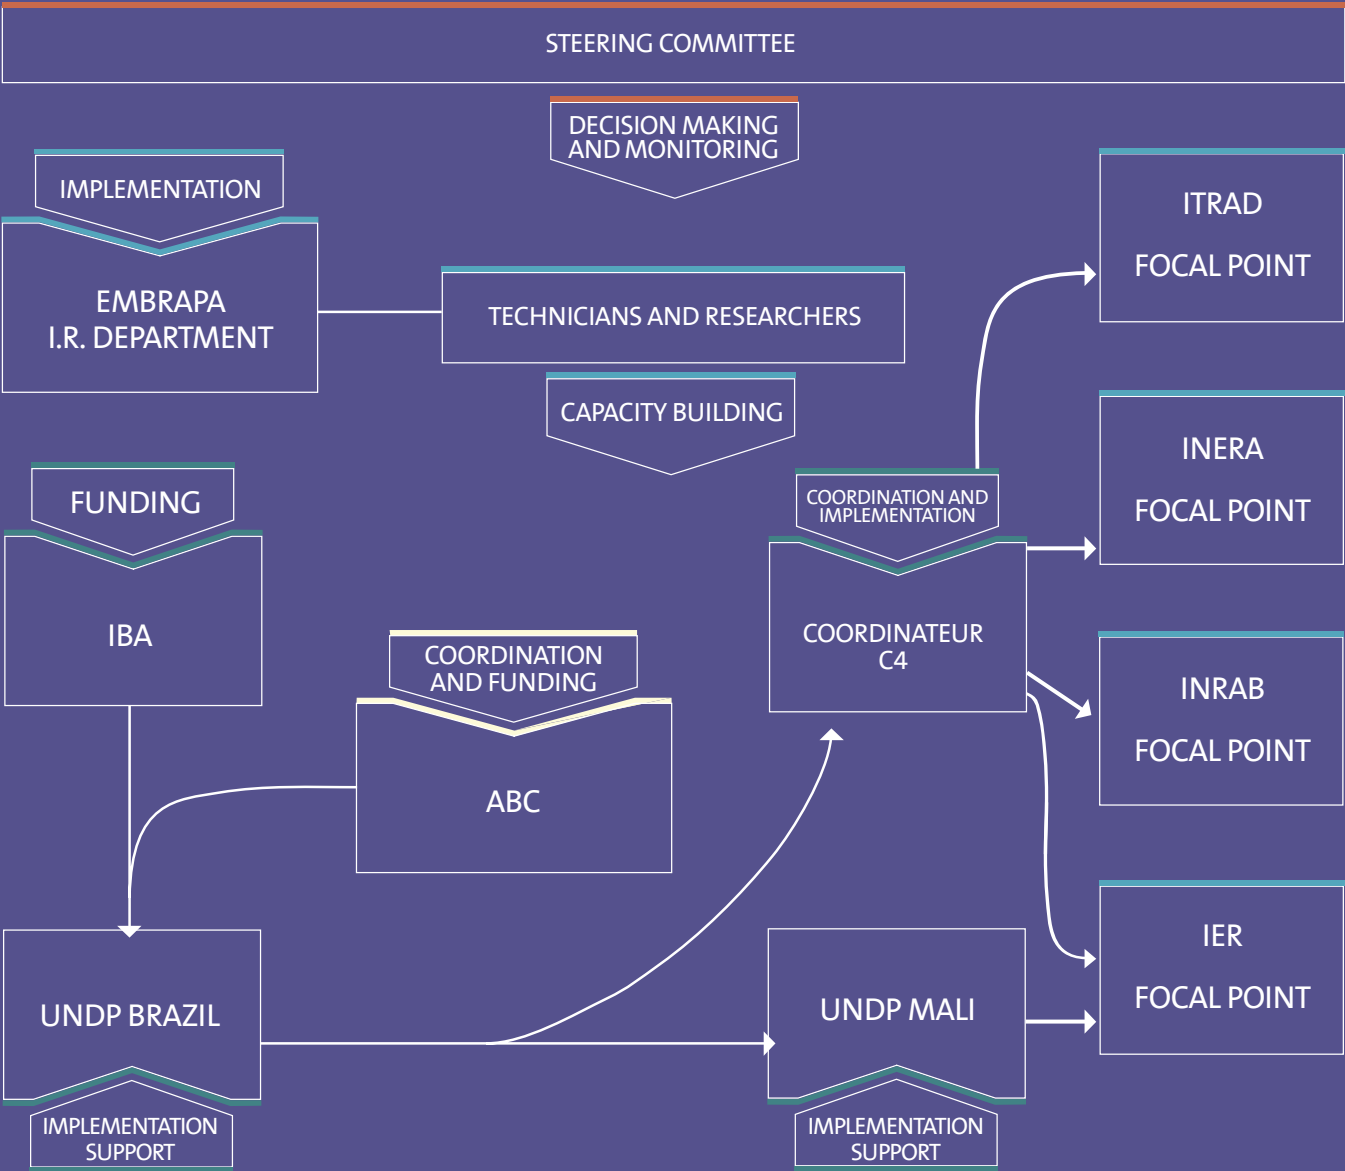 STEERING COMMITTEE
DECISION MAKING
AND MONITORING
IMPLEMENTATION
EMBRAPA
I.R. DEPARTMENT
TECHNICIANS AND RESEARCHERS
CAPACITY BUILDING
ITRAD
FOCAL POINT
INERA
FOCAL POINT
FUNDING
IBA
COORDINATION AND
IMPLEMENTATION
COORDINATEUR
C4
COORDINATION
AND FUNDING
ABC
INRAB
FOCAL POINT
IER
FOCAL POINT
UNDP BRAZIL
IMPLEMENTATION
SUPPORT
UNDP MALI
IMPLEMENTATION
SUPPORT